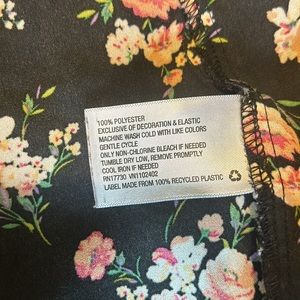 100% POLYESTER
EXCLUSIVE OF DECORATION & ELASTIC
MACHINE WASH COLD WITH LIKE COLORS
GENTLE CYCLE
ONLY NON-CHLORINE BLEACH IF NEEDED
TUMBLE DRY LOW, REMOVE PROMPTLY
COOL IRON IF NEEDED
RN17730 VN1102402
LABEL MADE FROM 100% RECYCLED PLASTIC